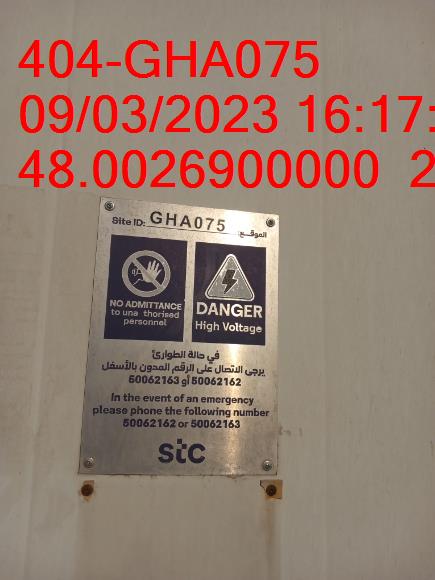 404-GHA075
09/03/2023 16:17:
48.0026900000 2
Site ID: GHA075 الموقع:
NO ADMITTANCE
to una thorised
personnel
DANGER
High Voltage
في حالة الطوارئ
يرجى الاتصال على الرقم المدون بالأسفل
50062162 أو 50062163
In the event of an emergency
please phone the following number
50062162 or 50062163
stc